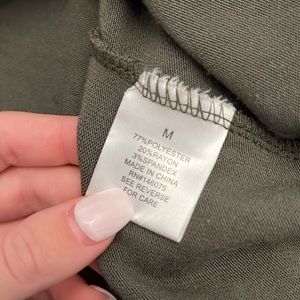 M
77%POLYESTER
20%RAYON
3%SPANDEX
MADE IN CHINA
RN#146075
SEE REVERSE
FOR CARE